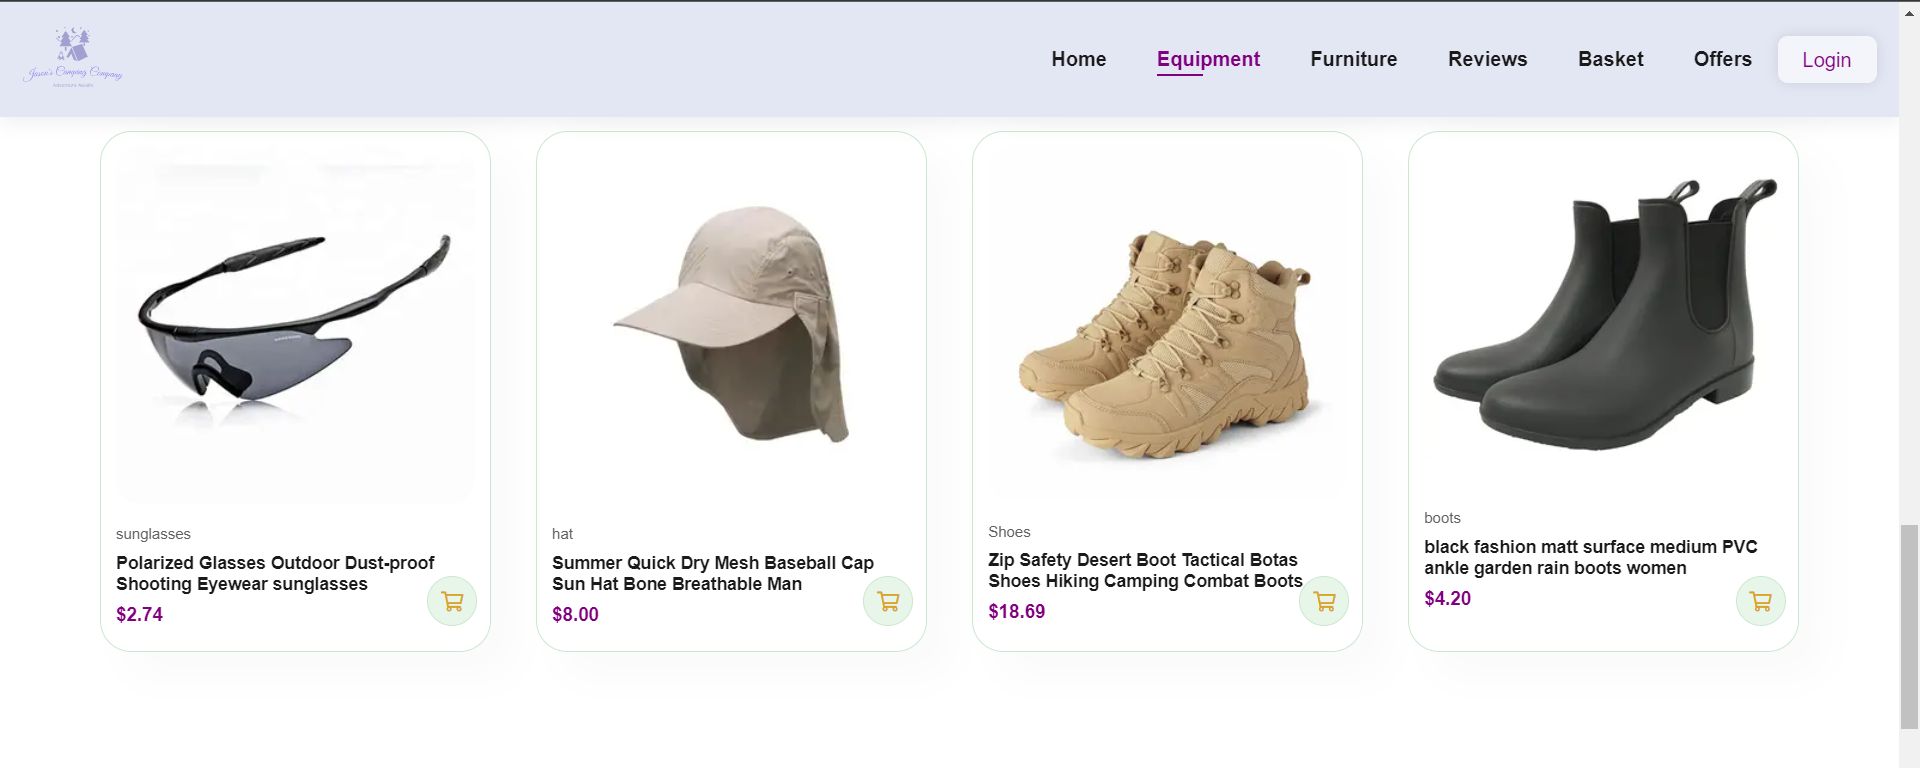 Jason's Camping Company
Home
Equipment
Furniture
Reviews
Basket
Offers
Login
sunglasses
Polarized Glasses Outdoor Dust-proof
Shooting Eyewear sunglasses
$2.74
hat
Summer Quick Dry Mesh Baseball Cap
Sun Hat Bone Breathable Man
$8.00
Shoes
Zip Safety Desert Boot Tactical Botas
Shoes Hiking Camping Combat Boots
$18.69
boots
black fashion matt surface medium PVC
ankle garden rain boots women
$4.20